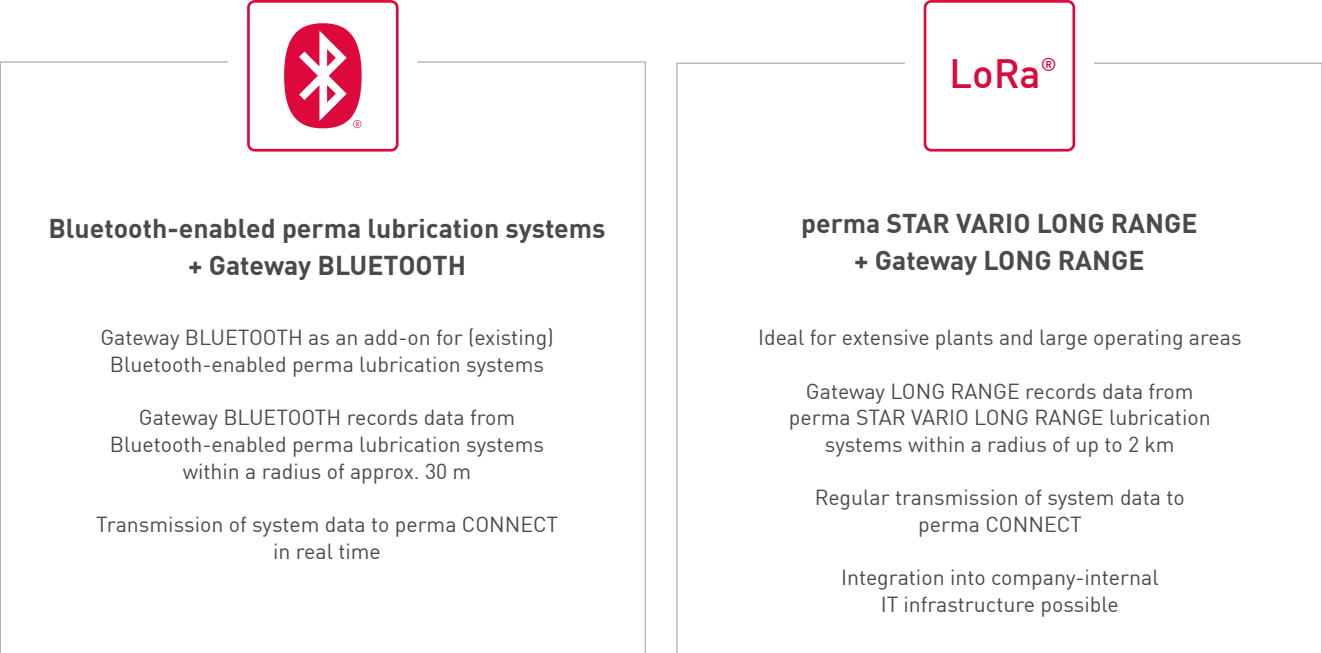 ®
Bluetooth-enabled perma lubrication systems
+ Gateway BLUETOOTH
Gateway BLUETOOTH as an add-on for (existing)
Bluetooth-enabled perma lubrication systems
Gateway BLUETOOTH records data from
Bluetooth-enabled perma lubrication systems
within a radius of approx. 30 m
Transmission of system data to perma CONNECT
in real time
LoRa®
perma STAR VARIO LONG RANGE
+ Gateway LONG RANGE
Ideal for extensive plants and large operating areas
Gateway LONG RANGE records data from
perma STAR VARIO LONG RANGE lubrication
systems within a radius of up to 2 km
Regular transmission of system data to
perma CONNECT
Integration into company-internal
IT infrastructure possible